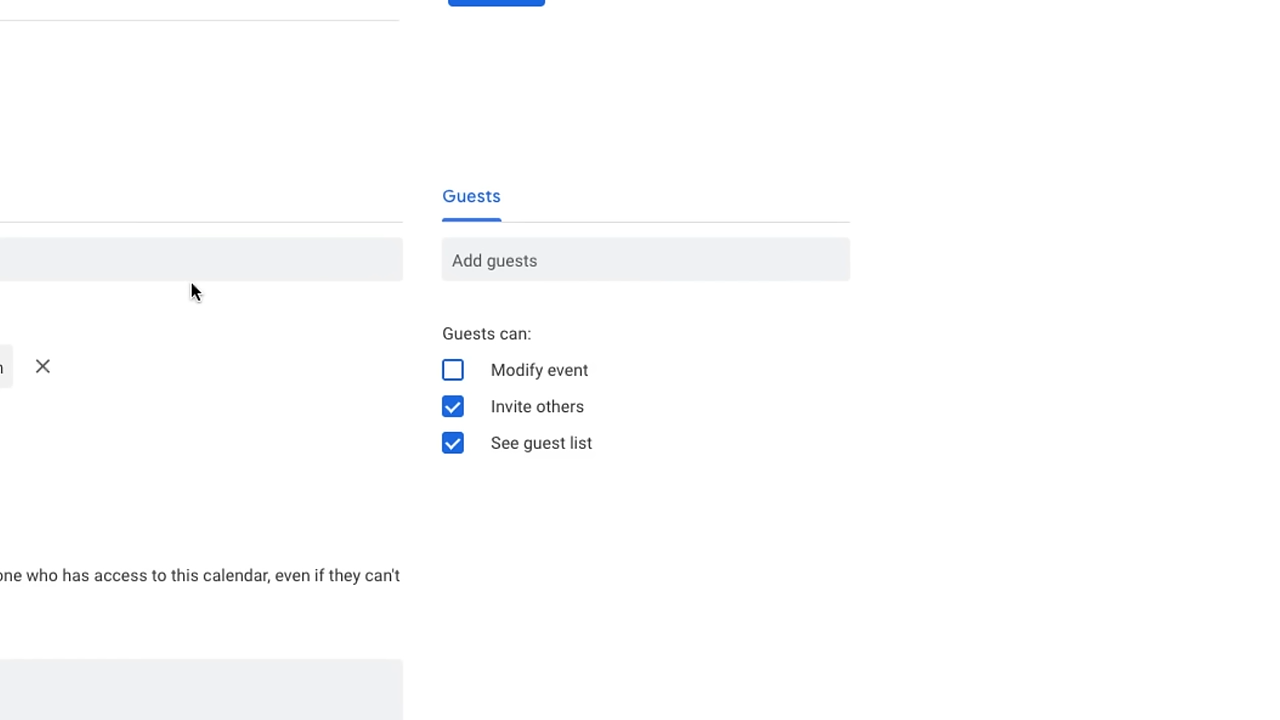 Guests
Add guests
Guests can:
Modify event
Invite others
See guest list
who has access to this calendar, even if they can't